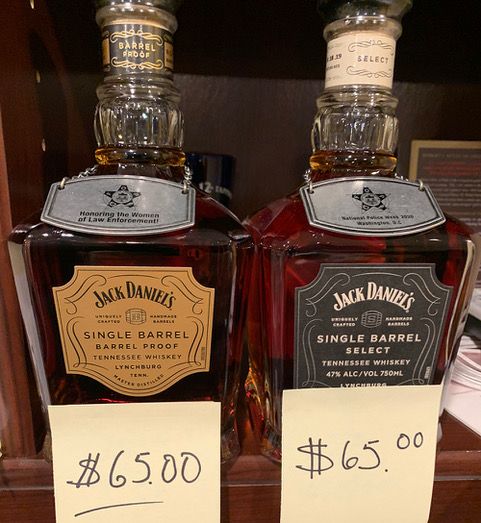 BARREL
PROOF
SELECT
Honoring the Women
of Law Enforcement!
National Police Week 2020
Washington, D.C
JACK DANIEL'S
UNIQUELY CRAFTED HANDMADE BARRELS
SINGLE BARREL
BARREL PROOF
TENNESSEE WHISKEY
LYNCHBURG
TENN.
MASTER DISTILLED
JACK DANIEL'S
UNIQUELY CRAFTED HANDMADE BARRELS
SINGLE BARREL
SELECT
TENNESSEE WHISKEY
47% ALC/VOL 750ML
LYNCHBURG
$65.00
$65.00